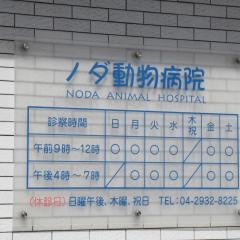 ノダ動物病院
NODA ANIMAL HOSPITAL
診察時間 日 月 火 水 木祝 金 土
午前9時~12時 ○ ○ ○ ○ ／ ○ ○
午後4時~7時 ／ ○ ○ ○ ／ ○ ○
(休診日) 日曜午後、木曜、祝日 TEL:04-2932-8225